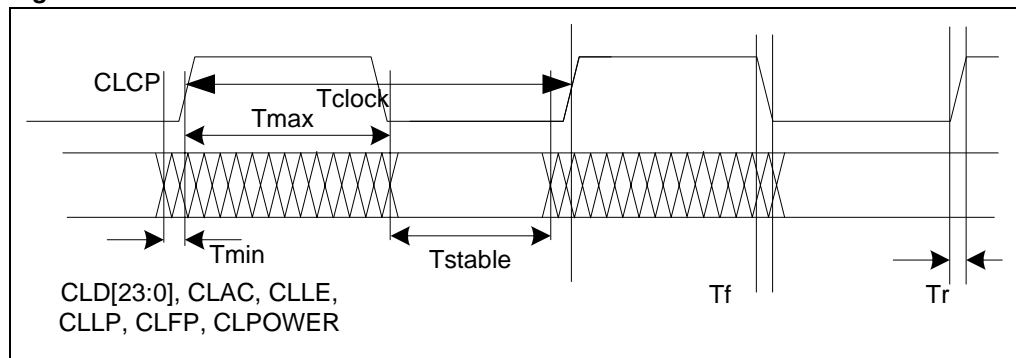 CLCP
Tclock
Tmax
Tmin
Tstable
Tf
Tr
CLD[23:0], CLAC, CLLE,
CLLP, CLFP, CLPOWER